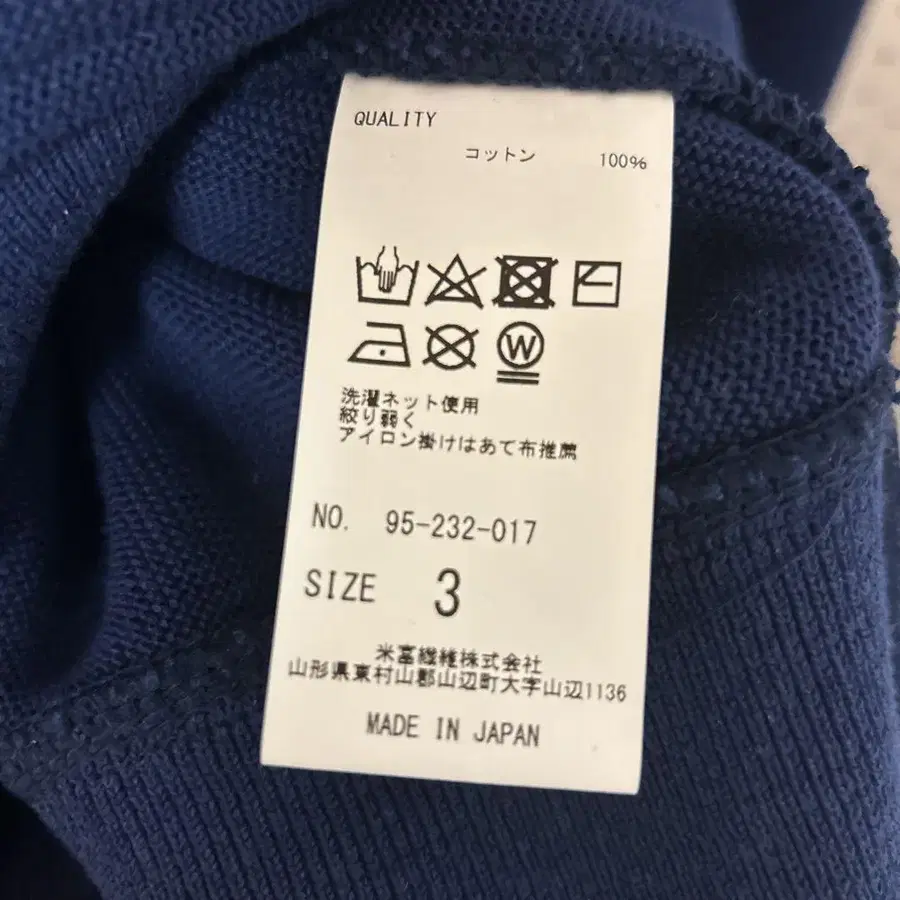 QUALITY
コットン 100%
W
洗濯ネット使用
絞り弱く
アイロン掛けはあて布推薦
NO. 95-232-017
SIZE 3
米富繊維株式会社
山形県東村山郡山辺町大字山辺1136
MADE IN JAPAN